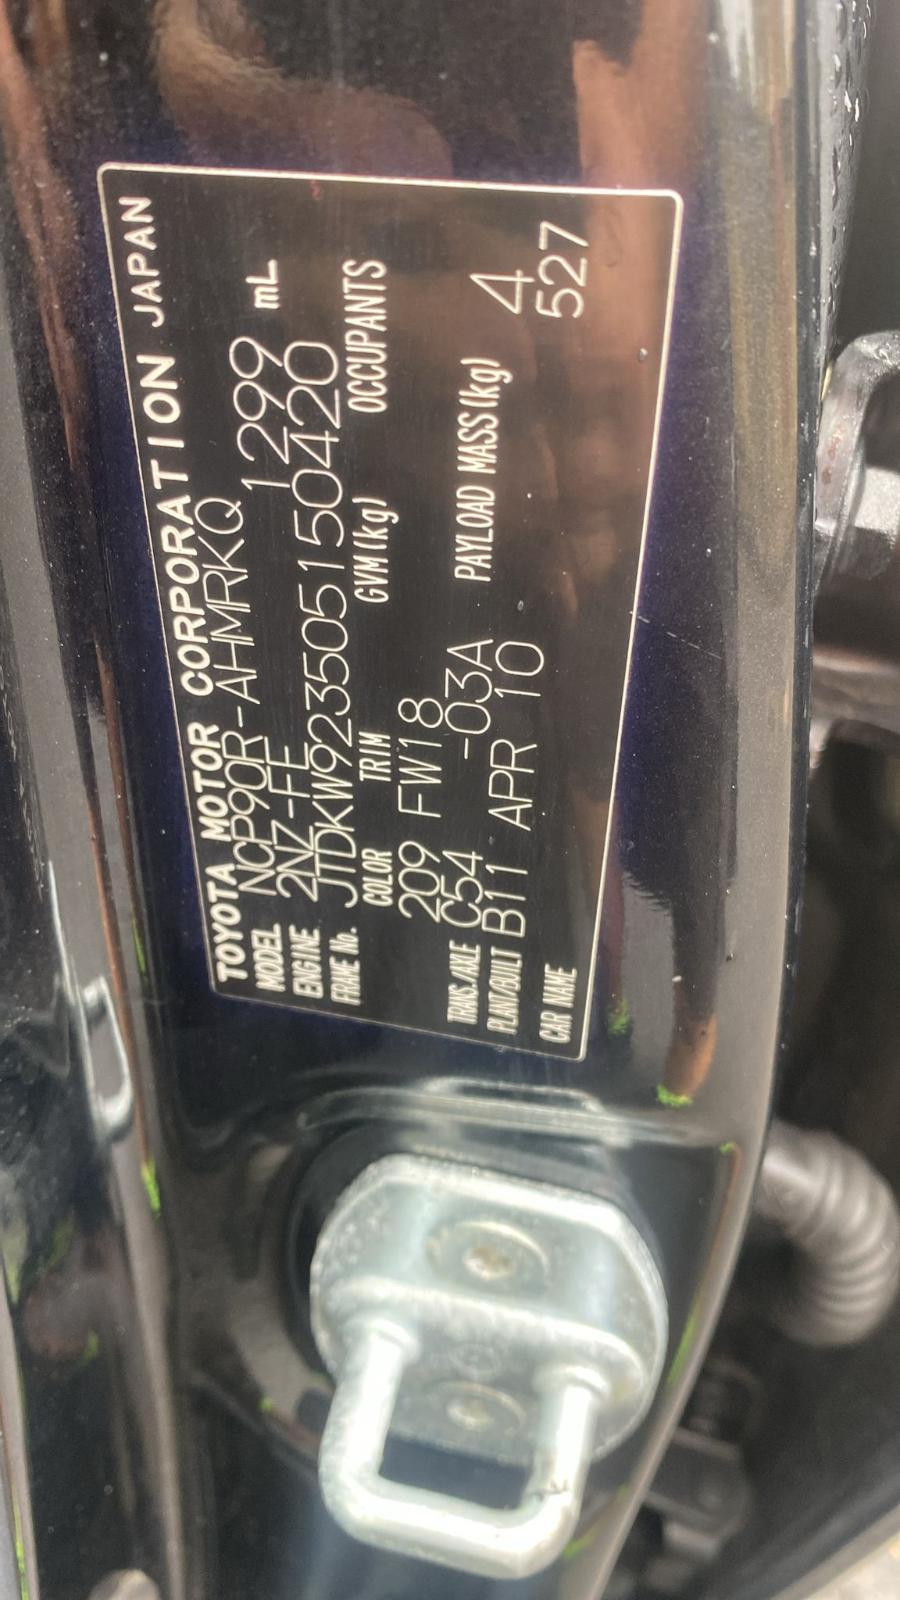 TOYOTA MOTOR CORPORATION JAPAN
MODEL NCP90R-AHMRKQ
ENGINE 2NZ-FE 1299 mL
FRAME No. JTDKW923505150420
COLOR TRIM GVM(kg) OCCUPANTS
209 FW18 4
TRANS./AXLE C54 -03A PAYLOAD MASS(kg) 527
PLANT/BUILT B11 APR 10
CAR NAME